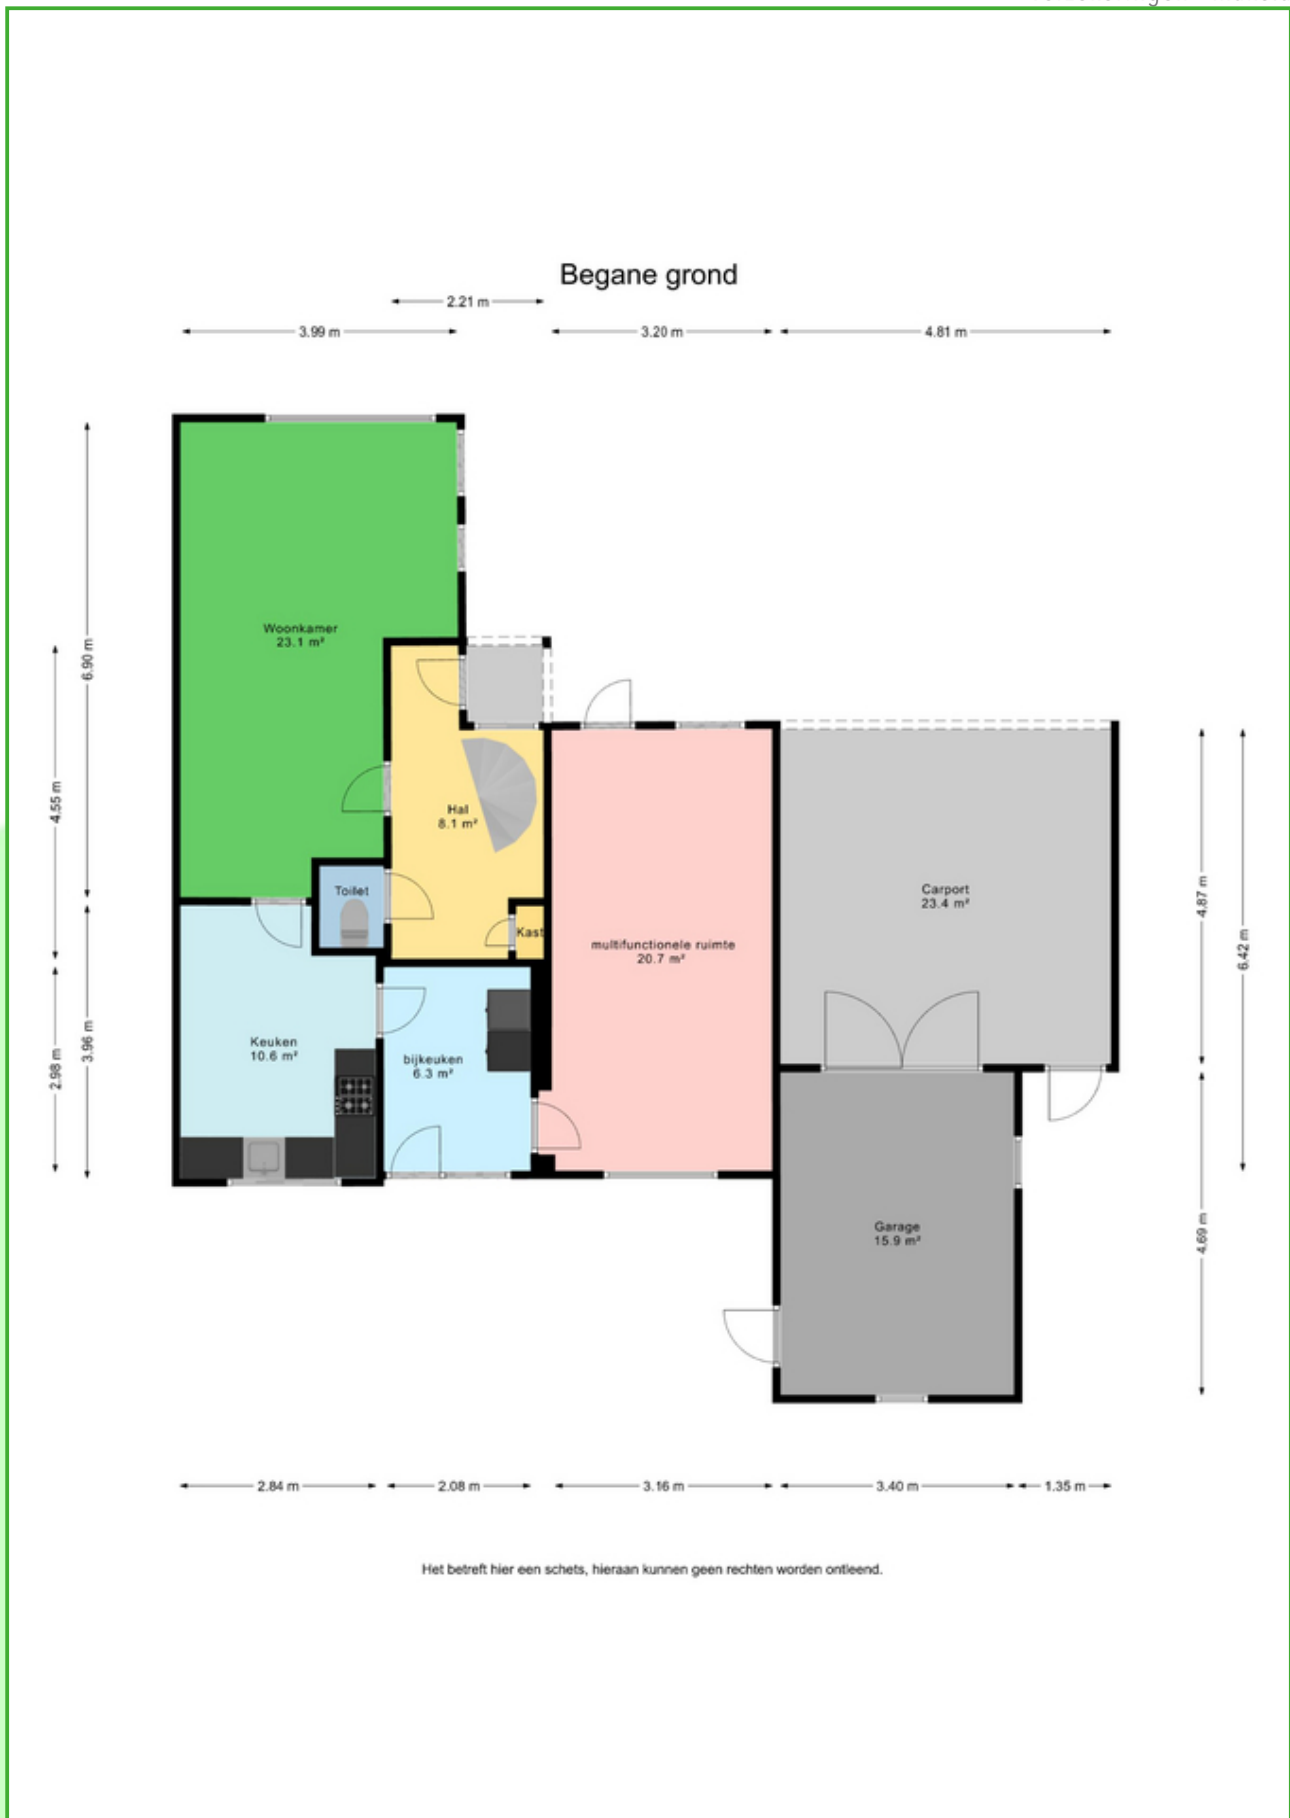 Begane grond
2.21 m
3.99 m
3.20 m
4.81 m
Woonkamer
23.1 m²
6.90 m
4.55 m
Hal
8.1 m²
Toilet
Kast
multifunctionele ruimte
20.7 m²
Carport
23.4 m²
4.87 m
6.42 m
Keuken
10.6 m²
bijkeuken
6.3 m²
3.96 m
2.98 m
Garage
15.9 m²
4.69 m
2.84 m
2.08 m
3.16 m
3.40 m
1.35 m
Het betreft hier een schets, hieraan kunnen geen rechten worden ontleend.